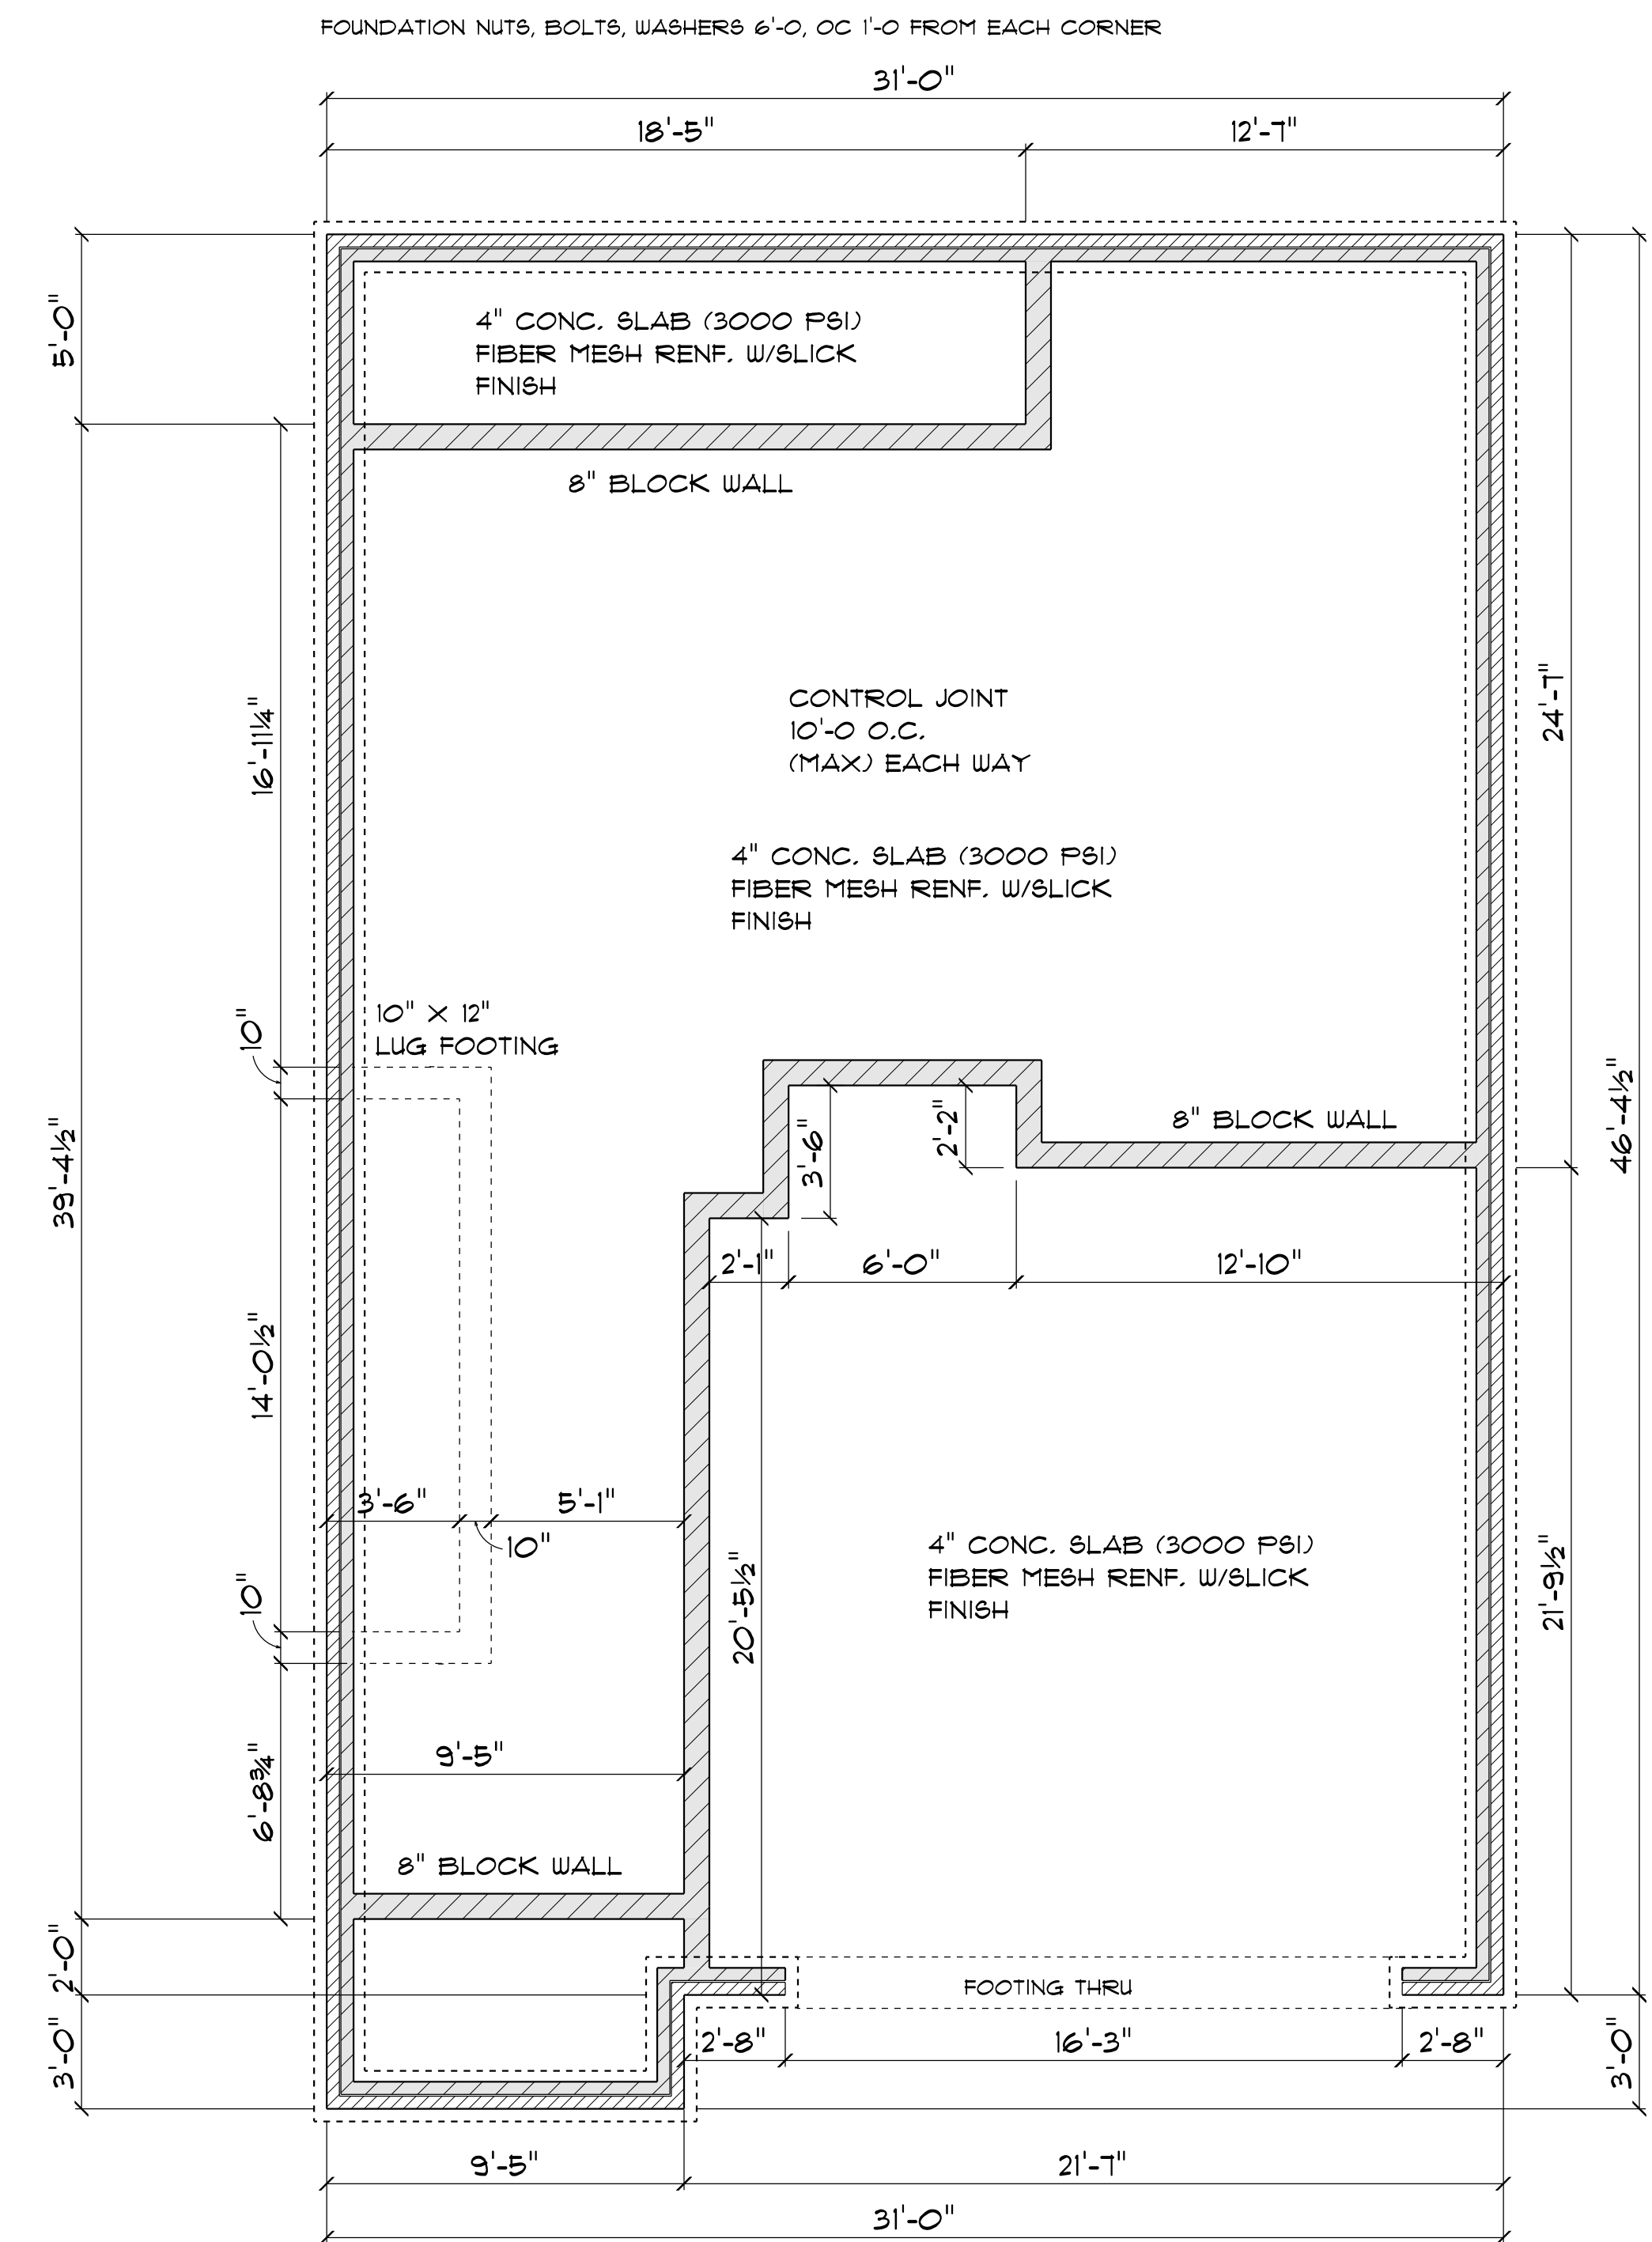 FOUNDATION NUTS, BOLTS, WASHERS 6'-0, OC 1'-0 FROM EACH CORNER
31'-0"
18'-5"
12'-7"
5'-0"
4" CONC. SLAB (3000 PSI)
FIBER MESH RENF. W/SLICK
FINISH
8" BLOCK WALL
16'-11¼"
24'-7"
CONTROL JOINT
10'-0 O.C.
(MAX) EACH WAY
4" CONC. SLAB (3000 PSI)
FIBER MESH RENF. W/SLICK
FINISH
10"
10" X 12"
LUG FOOTING
39'-4½"
46'-4½"
8" BLOCK WALL
3'-6"
2'-2"
2'-1"
6'-0"
12'-10"
14'-0½"
3'-6"
5'-1"
10"
10"
20'-5½"
4" CONC. SLAB (3000 PSI)
FIBER MESH RENF. W/SLICK
FINISH
21'-9½"
9'-5"
6'-8¾"
8" BLOCK WALL
2'-0"
FOOTING THRU
3'-0"
2'-8"
16'-3"
2'-8"
3'-0"
9'-5"
21'-7"
31'-0"